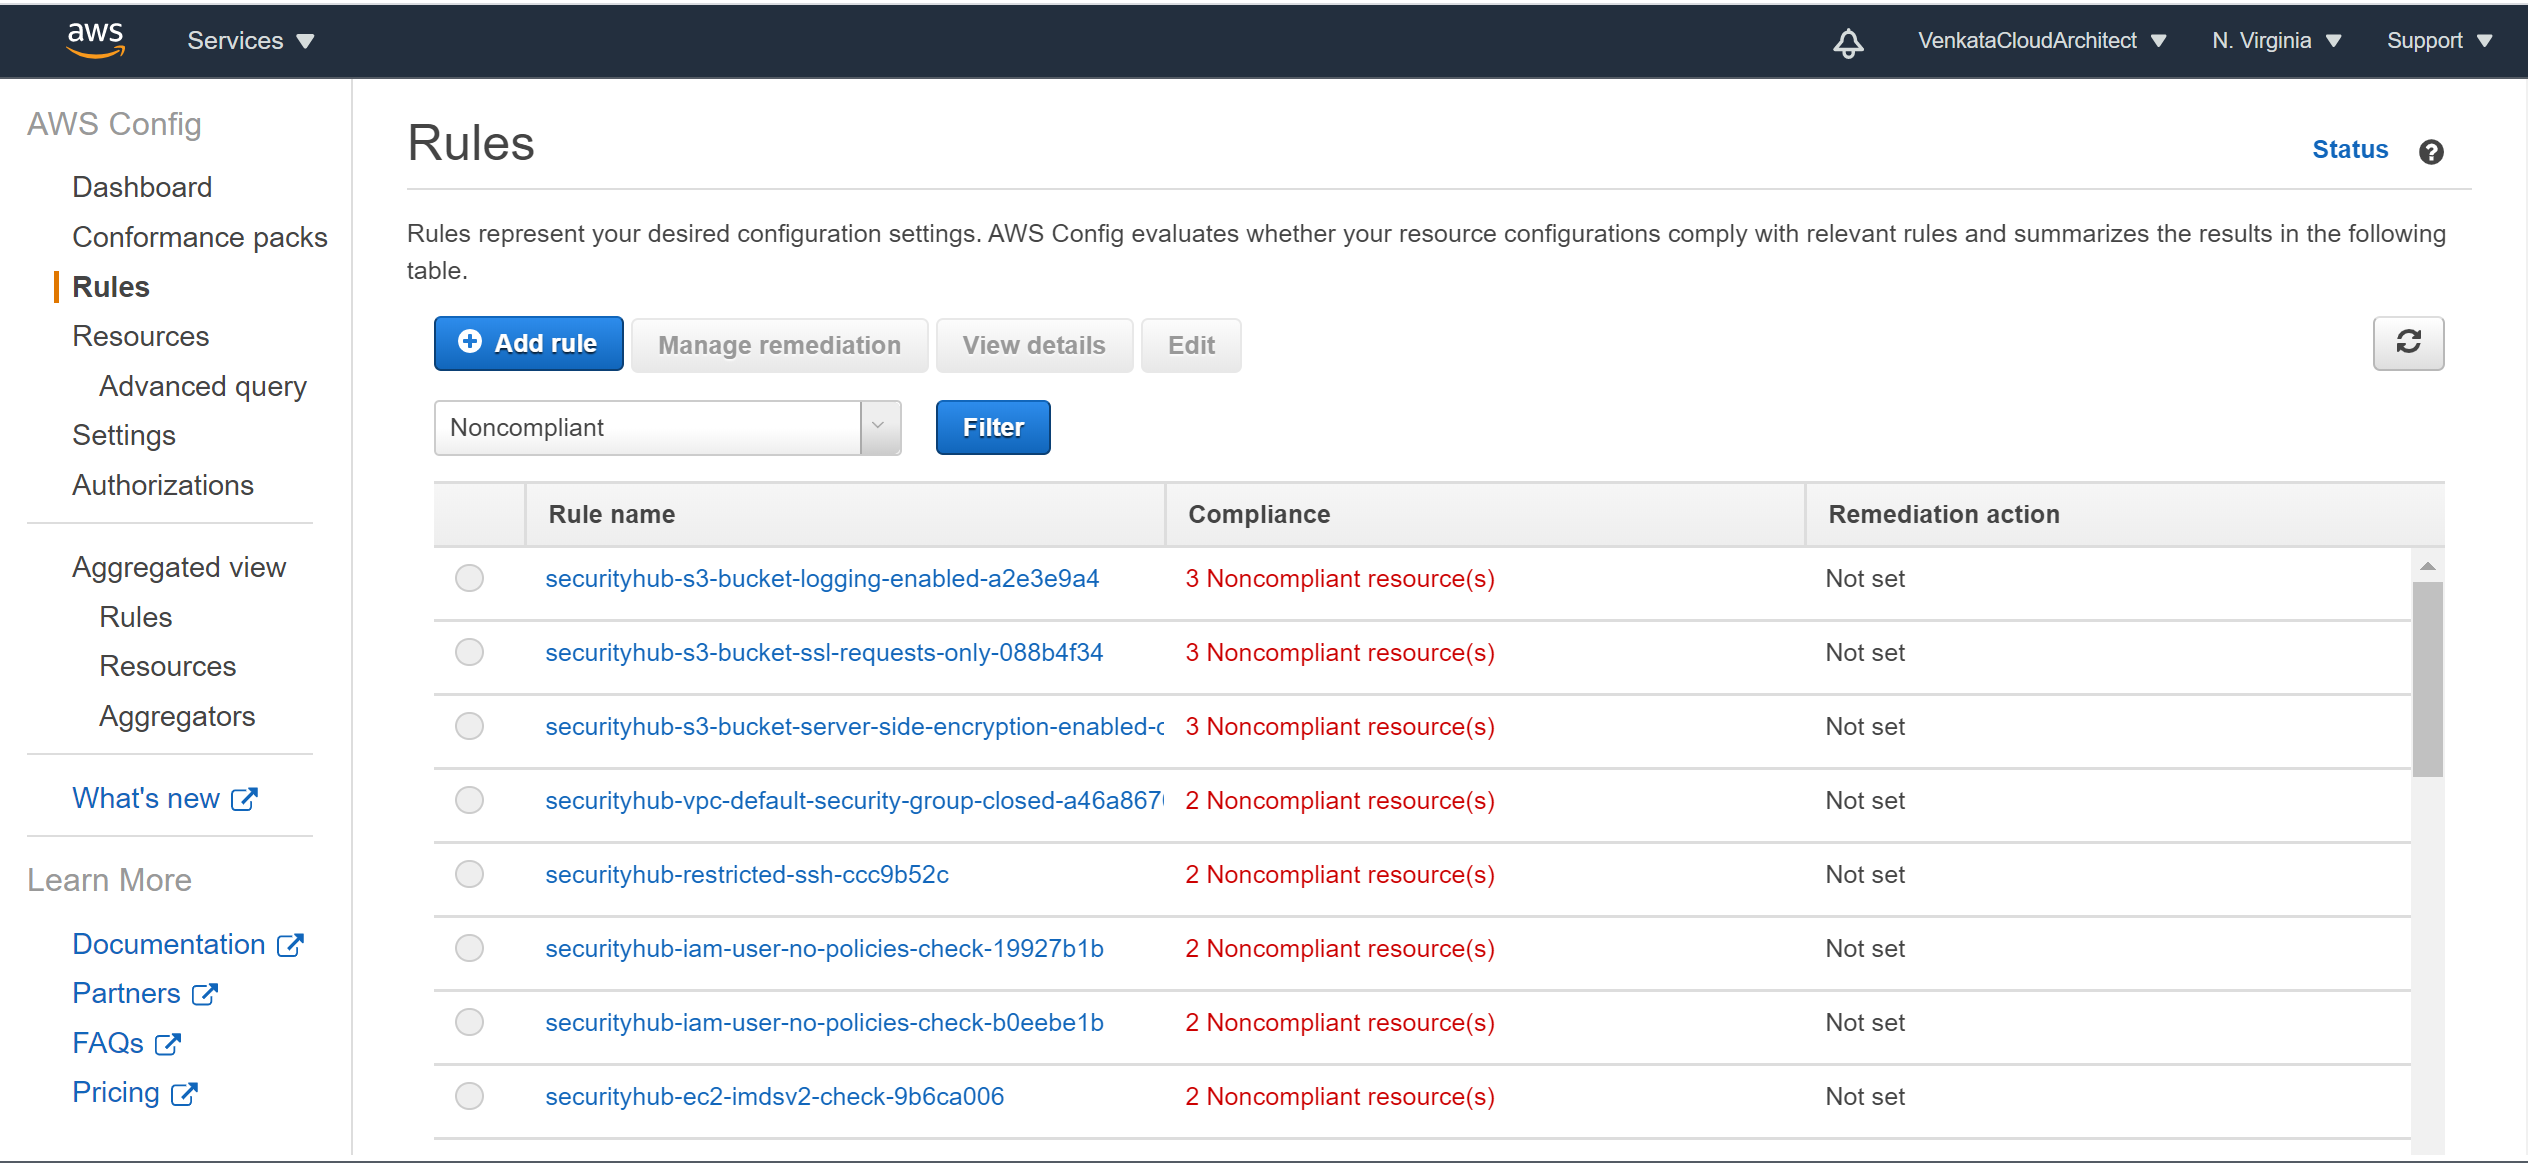 aws
Services
VenkataCloudArchitect
N. Virginia
Support
AWS Config
Dashboard
Conformance packs
Rules
Resources
Advanced query
Settings
Authorizations
Aggregated view
Rules
Resources
Aggregators
What's new
Learn More
Documentation
Partners
FAQs
Pricing
Rules
Status
Rules represent your desired configuration settings. AWS Config evaluates whether your resource configurations comply with relevant rules and summarizes the results in the following
table.
Add rule
Manage remediation
View details
Edit
Noncompliant
Filter
Rule name Compliance Remediation action
securityhub-s3-bucket-logging-enabled-a2e3e9a4 3 Noncompliant resource(s) Not set
securityhub-s3-bucket-ssl-requests-only-088b4f34 3 Noncompliant resource(s) Not set
securityhub-s3-bucket-server-side-encryption-enabled- 3 Noncompliant resource(s) Not set
securityhub-vpc-default-security-group-closed-a46a867 2 Noncompliant resource(s) Not set
securityhub-restricted-ssh-ccc9b52c 2 Noncompliant resource(s) Not set
securityhub-iam-user-no-policies-check-19927b1b 2 Noncompliant resource(s) Not set
securityhub-iam-user-no-policies-check-b0eebe1b 2 Noncompliant resource(s) Not set
securityhub-ec2-imdsv2-check-9b6ca006 2 Noncompliant resource(s) Not set